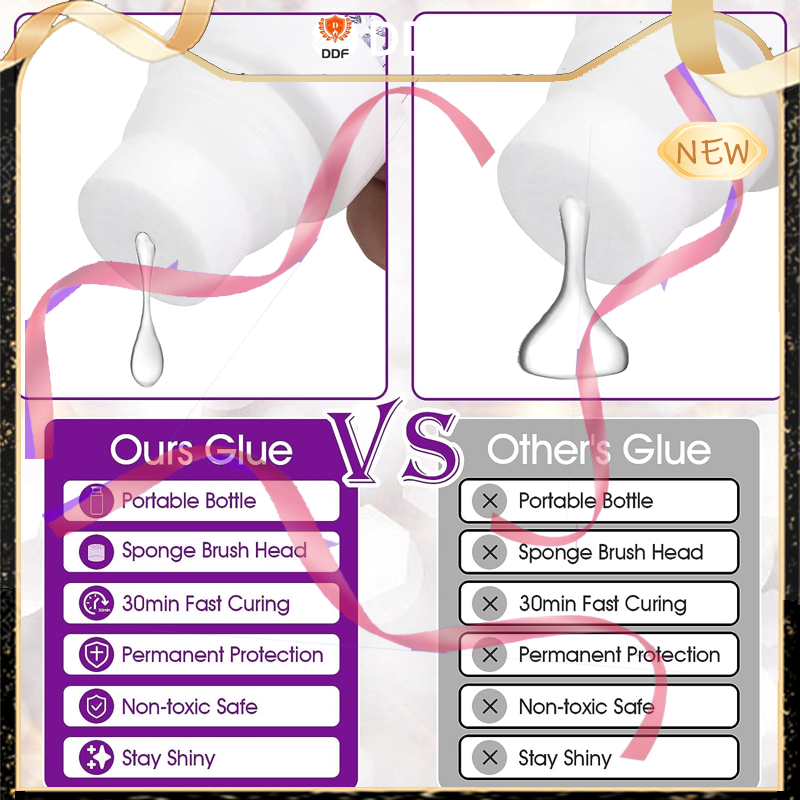 DDF
NEW
VS
Ours Glue
Portable Bottle
Sponge Brush Head
30min Fast Curing
Permanent Protection
Non-toxic Safe
Stay Shiny
Other's Glue
Portable Bottle
Sponge Brush Head
30min Fast Curing
Permanent Protection
Non-toxic Safe
Stay Shiny